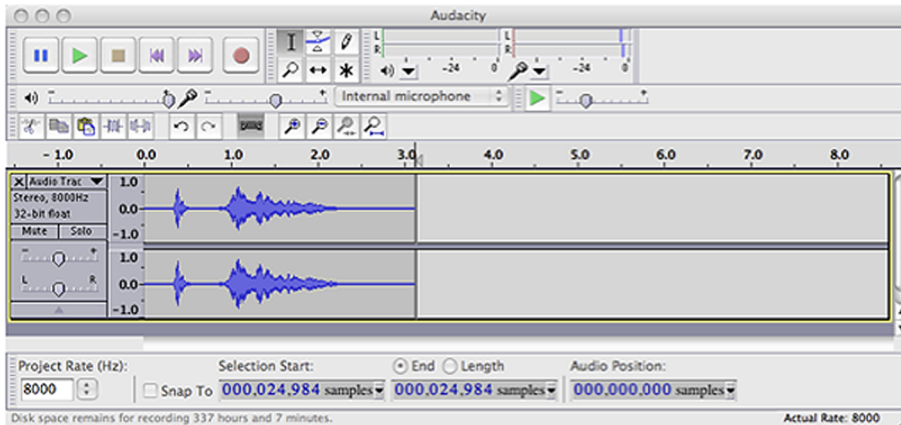 Audacity
L
R
-24 0
L
R
-24 0
- +
- +
Internal microphone
- +
- 1.0 0.0 1.0 2.0 3.0 4.0 5.0 6.0 7.0 8.0
X Audio Trac
Stereo, 8000Hz
32-bit float
Mute Solo
- +
L R
1.0
0.0-
-1.0
1.0
0.0-
-1.0
Project Rate (Hz):
8000
Snap To
Selection Start:
000,024,984 samples
End Length
000,024,984 samples
Audio Position:
000,000,000 samples
Disk space remains for recording 337 hours and 7 minutes.
Actual Rate: 8000